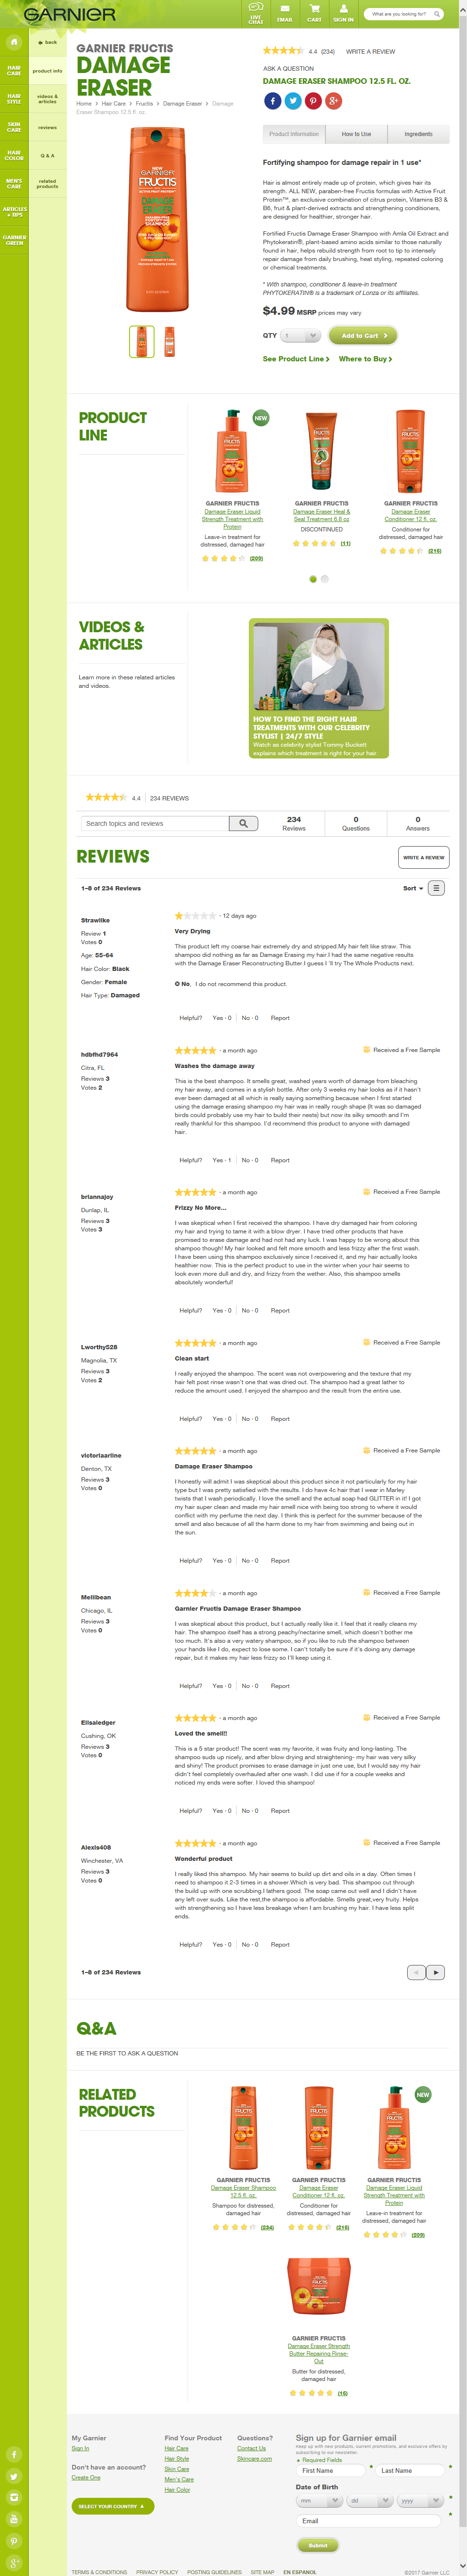 GARNIER
LIVE CHAT
EMAIL
CART
SIGN IN
What are you looking for?
HAIR CARE
HAIR STYLE
SKIN CARE
HAIR COLOR
MEN'S CARE
ARTICLES + TIPS
GARNIER GREEN
back
product info
videos & articles
reviews
Q & A
related products
GARNIER FRUCTIS
DAMAGE
ERASER
Home > Hair Care > Fructis > Damage Eraser > Damage
Eraser Shampoo 12.5 fl. oz.
4.4 (234) WRITE A REVIEW
ASK A QUESTION
DAMAGE ERASER SHAMPOO 12.5 FL. OZ.
Product Information
How to Use
Ingredients
Fortifying shampoo for damage repair in 1 use*
Hair is almost entirely made up of protein, which gives hair its
strength. ALL NEW, paraben-free Fructis formulas with Active Fruit
Protein™, an exclusive combination of citrus protein, Vitamins B3 &
B6, fruit & plant-derived extracts and strengthening conditioners,
are designed for healthier, stronger hair.
Fortified Fructis Damage Eraser Shampoo with Amla Oil Extract and
Phytokeratin®, plant-based amino acids similar to those naturally
found in hair, helps rebuild strength from root to tip to intensely
repair damage from daily brushing, heat styling, repeated coloring
or chemical treatments.
* With shampoo, conditioner & leave-in treatment
PHYTOKERATIN® is a trademark of Lonza or its affiliates.
$4.99 MSRP prices may vary
QTY 1 Add to Cart
See Product Line
Where to Buy
PRODUCT
LINE
NEW
GARNIER FRUCTIS
Damage Eraser Liquid
Strength Treatment with
Protein
Leave-in treatment for
distressed, damaged hair
(209)
GARNIER FRUCTIS
Damage Eraser Heal &
Seal Treatment 6.8 oz
DISCONTINUED
(11)
GARNIER FRUCTIS
Damage Eraser
Conditioner 12 fl. oz.
Conditioner for
distressed, damaged hair
(216)
VIDEOS &
ARTICLES
Learn more in these related articles
and videos.
HOW TO FIND THE RIGHT HAIR
TREATMENTS WITH OUR CELEBRITY
STYLIST | 24/7 STYLE
Watch as celebrity stylist Tommy Buckett
explains which treatment is right for your hair.
4.4 234 REVIEWS
Search topics and reviews
234
Reviews
0
Questions
0
Answers
REVIEWS
WRITE A REVIEW
1–8 of 234 Reviews
Sort
Strawlike
Review 1
Votes 0
Age: 55-64
Hair Color: Black
Gender: Female
Hair Type: Damaged
· 12 days ago
Very Drying
This product left my coarse hair extremely dry and stripped.My hair felt like straw. This
shampoo did nothing as far as Damage Erasing my hair.I had the same negative results
with the Damage Eraser Reconstructing Butter.I guess I 'll try The Whole Products next.
No, I do not recommend this product.
Helpful? Yes · 0 No · 0 Report
hdbfhd7964
Citra, FL
Reviews 3
Votes 2
· a month ago
Received a Free Sample
Washes the damage away
This is the best shampoo. It smells great, washed years worth of damage from bleaching
my hair away, and comes in a stylish bottle. After only 3 weeks my hair looks as if it hasn't
ever been damaged at all which is really saying something because when I first started
using the damage shampoo my hair was in really rough shape (It was so damaged
birds could probably use my hair to build their nests) but now its silky smooth and I'm
really thankful for this shampoo. I'd recommend this product to anyone with damaged
hair.
Helpful? Yes · 1 No · 0 Report
briannajoy
Dunlap, IL
Reviews 3
Votes 3
· a month ago
Received a Free Sample
Frizzy No More...
I was skeptical when I first received the shampoo. I have dry damaged hair from coloring
my hair and trying to tame it with a blow dryer. I have tried other products that have
promised to erase damage and had not had any luck. I was happy to be wrong about this
shampoo though! My hair looked and felt more smooth and less frizzy after the first wash.
I have been using this shampoo exclusively since I received it, and my hair is noticeably
healthier now. This is the perfect product to use in the winter when your hair seems to
look even more dull and dry, and frizzy from the wether. Also, this shampoo smells
absolutely wonderful!
Helpful? Yes · 0 No · 0 Report
Lworthy528
Magnolia, TX
Reviews 3
Votes 2
· a month ago
Received a Free Sample
Clean start
I really enjoyed the shampoo. The scent was not overpowering and the texture that my
hair felt post rinse wasn't one of straw hair. The shampoo had a great lather to
reduce the amount used. I enjoyed the shampoo and the result from the entire use.
Helpful? Yes · 0 No · 0 Report
victoriaarline
Denton, TX
Reviews 3
Votes 0
· a month ago
Received a Free Sample
Damage Eraser Shampoo
I honestly will admit I was skeptical about this product since it not particularly for my hair
type but I was pretty satisfied with the results. I do have 4c hair that I wear in Marley
twists that I wash periodically. I love the smell and the actual soap had GLITTER in it! I got
my hair super clean and made my hair smell nice with being too strong to where it would
conflict with my perfume the next day. I think this is perfect for the summer because of the
smell and also because of all the harm done to my hair from swimming and being out in
the sun.
Helpful? Yes · 0 No · 0 Report
Mellibean
Chicago, IL
Reviews 3
Votes 0
· a month ago
Received a Free Sample
Garnier Fructis Damage Eraser Shampoo
I was skeptical about this product, but I actually really like it. I feel that it really cleans my
hair. The shampoo itself has a grapefruit/peachen/nectarine smell, which don't bother me
too much. It's also a very watery shampoo, so if you like to rub the shampoo between
your hands like I do, expect to lose some of it. I can't totally be sure if it's doing any damage
repair, but it makes my hair less frizzy so I'll keep using it.
Helpful? Yes · 0 No · 0 Report
Elisaledger
Cushing, OK
Reviews 3
Votes 0
· a month ago
Received a Free Sample
Loved the smell!!
This is a 5 star product! The scent was my favorite, it was fruity and long-lasting. The
shampoo suds up nicely, and after blow drying and straightening- my hair was very silky
and shiny! The product promises to erase damage in just one use, but I would say my hair
didn't feel completely overhauled after one wash. I did use if for a couple weeks and
noticed my ends were softer. I loved this shampoo!
Helpful? Yes · 0 No · 0 Report
Alexis408
Winchester, VA
Reviews 3
Votes 0
· a month ago
Received a Free Sample
Wonderful product
I really liked this shampoo. My hair seems to build up dirt and oils in a day. Often times I
need to shampoo it 2-3 times in a shower.Which is very bad. This shampoo cut through
the build up with one scrubbing.I lathers good. The soap came out well and I didn't have
any left over suds. Like the rest,the shampoo is affordable. Smells great,very fruity. Helps
with strengthening so I have less breakage when I am brushing my hair. I have less split
ends.
Helpful? Yes · 0 No · 0 Report
1–8 of 234 Reviews
Q&A
BE THE FIRST TO ASK A QUESTION
RELATED
PRODUCTS
NEW
GARNIER FRUCTIS
Damage Eraser Shampoo
12.5 fl. oz.
Shampoo for distressed,
damaged hair
(234)
GARNIER FRUCTIS
Damage Eraser
Conditioner 12 fl. oz.
Conditioner for
distressed, damaged hair
(216)
GARNIER FRUCTIS
Damage Eraser Liquid
Strength Treatment with
Protein
Leave-in treatment for
distressed, damaged hair
(209)
GARNIER FRUCTIS
Damage Eraser Strength
Butter Repairing Rinse-
Out
Butter for distressed,
damaged hair
(16)
My Garnier
Sign In
Don't have an account?
Create One
SELECT YOUR COUNTRY
Find Your Product
Hair Care
Hair Style
Skin Care
Men's Care
Hair Color
Questions?
Contact Us
Skincare.com
Sign up for Garnier email
Keep up with new products, current promotions, and exclusive offers by
subscribing to our newsletter.
Required Fields
First Name
Last Name
Date of Birth
mm
dd
yyyy
Email
Submit
TERMS & CONDITIONS PRIVACY POLICY POSTING GUIDELINES SITE MAP EN ESPANOL
©2017 Garnier LLC